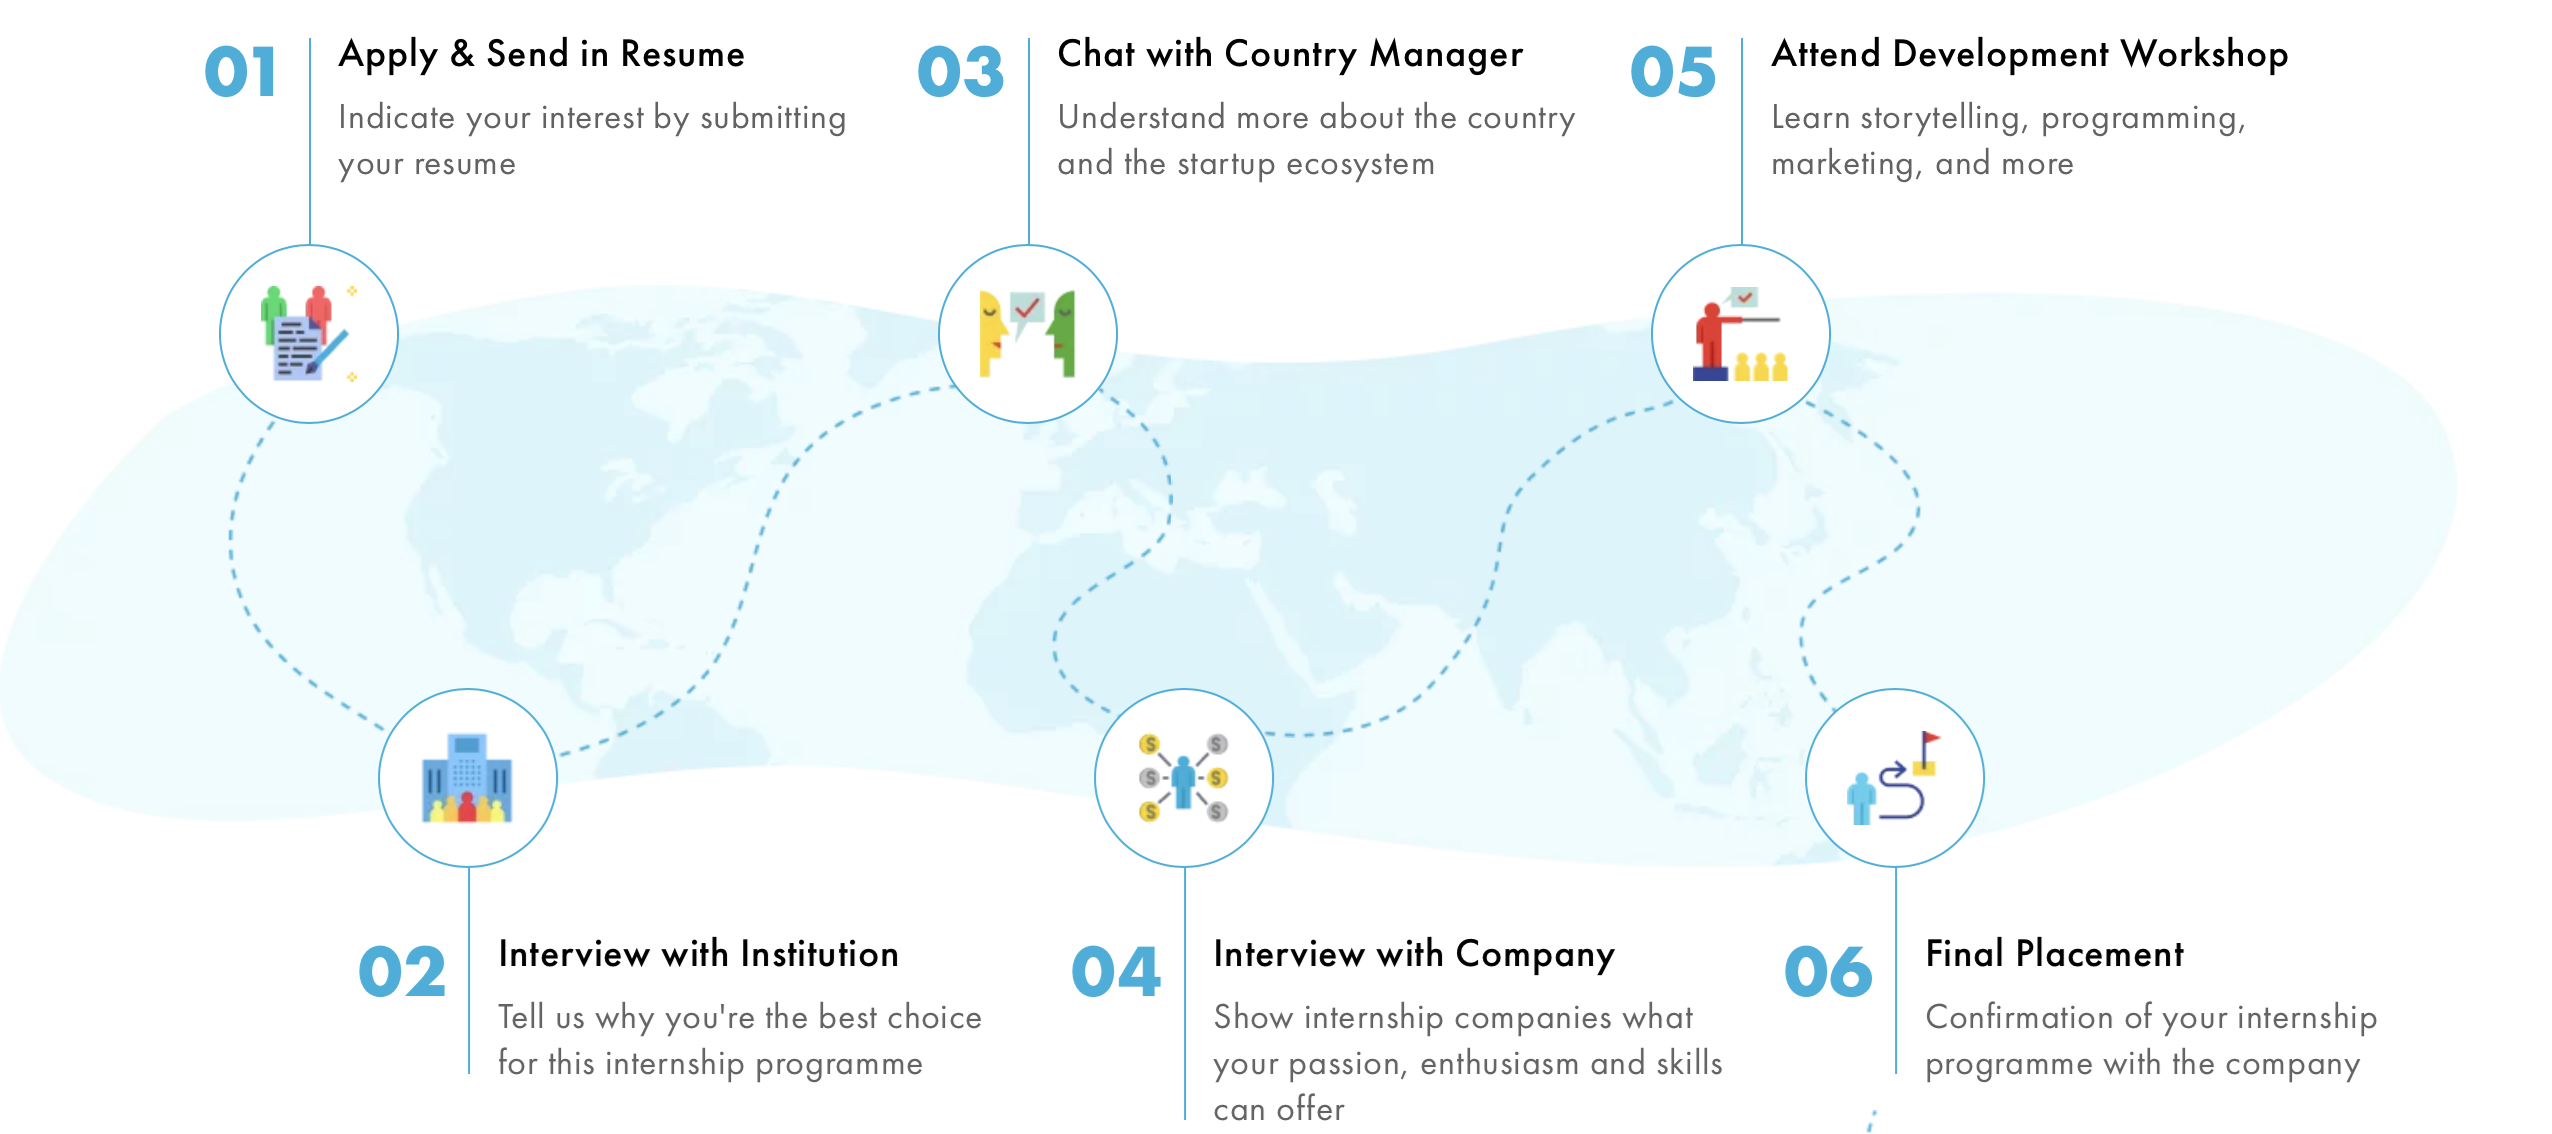 01
Apply & Send in Resume
Indicate your interest by submitting
your resume
03
Chat with Country Manager
Understand more about the country
and the startup ecosystem
05
Attend Development Workshop
Learn storytelling, programming,
marketing, and more
02
Interview with Institution
Tell us why you're the best choice
for this internship programme
04
Interview with Company
Show internship companies what
your passion, enthusiasm and skills
can offer
06
Final Placement
Confirmation of your internship
programme with the company